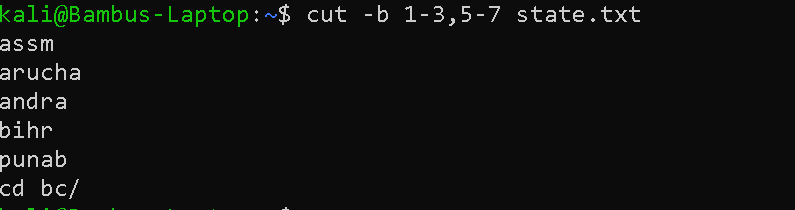 kali@Bambus-Laptop:~$ cut -b 1-3,5-7 state.txt
assm
arucha
andra
bihr
punab
cd bc/